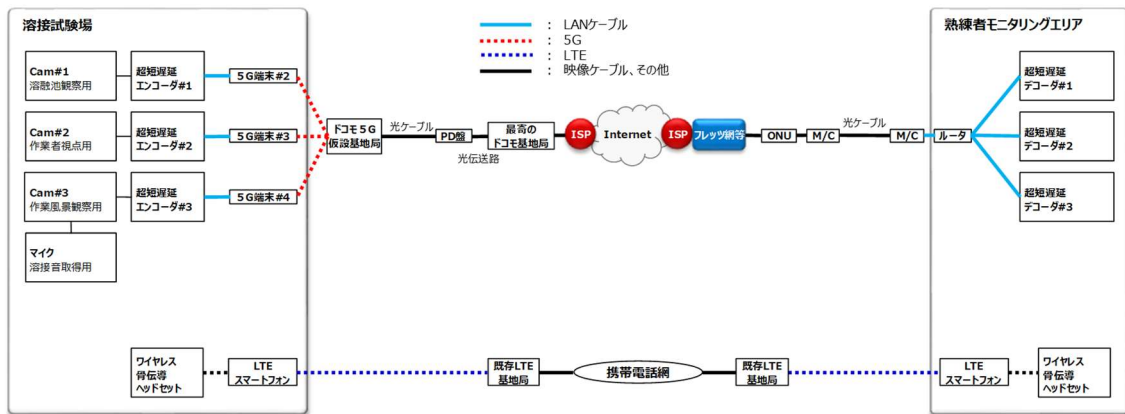 溶接試験場
： LANケーブル
： 5G
： LTE
： 映像ケーブル、その他
熟練者モニタリングエリア
Cam#1
溶融池観察用
超短遅延
エンコーダ#1
5G端末#2
Cam#2
作業者視点用
超短遅延
エンコーダ#2
5G端末#3
Cam#3
作業風景観察用
超短遅延
エンコーダ#3
5G端末#4
マイク
溶接音取得用
ドコモ5G
仮設基地局
光ケーブル
PD盤
光伝送路
最寄の
ドコモ基地局
ISP
Internet
ISP
フレッツ網等
ONU
M/C
光ケーブル
M/C
ルータ
超短遅延
デコーダ#1
超短遅延
デコーダ#2
超短遅延
デコーダ#3
ワイヤレス
骨伝導
ヘッドセット
LTE
スマートフォン
既存LTE
基地局
携帯電話網
既存LTE
基地局
LTE
スマートフォン
ワイヤレス
骨伝導
ヘッドセット